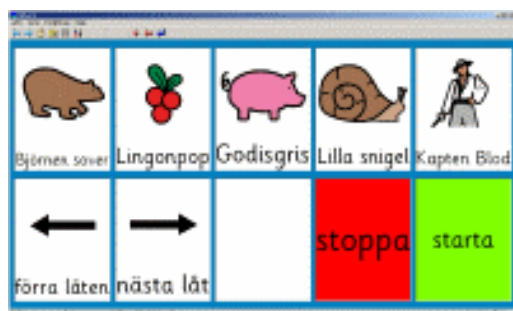 Björnen sover
Lingonpop
Godisgris
Lilla snigel
Kapten Blod
förra låten
nästa låt
stoppa
starta